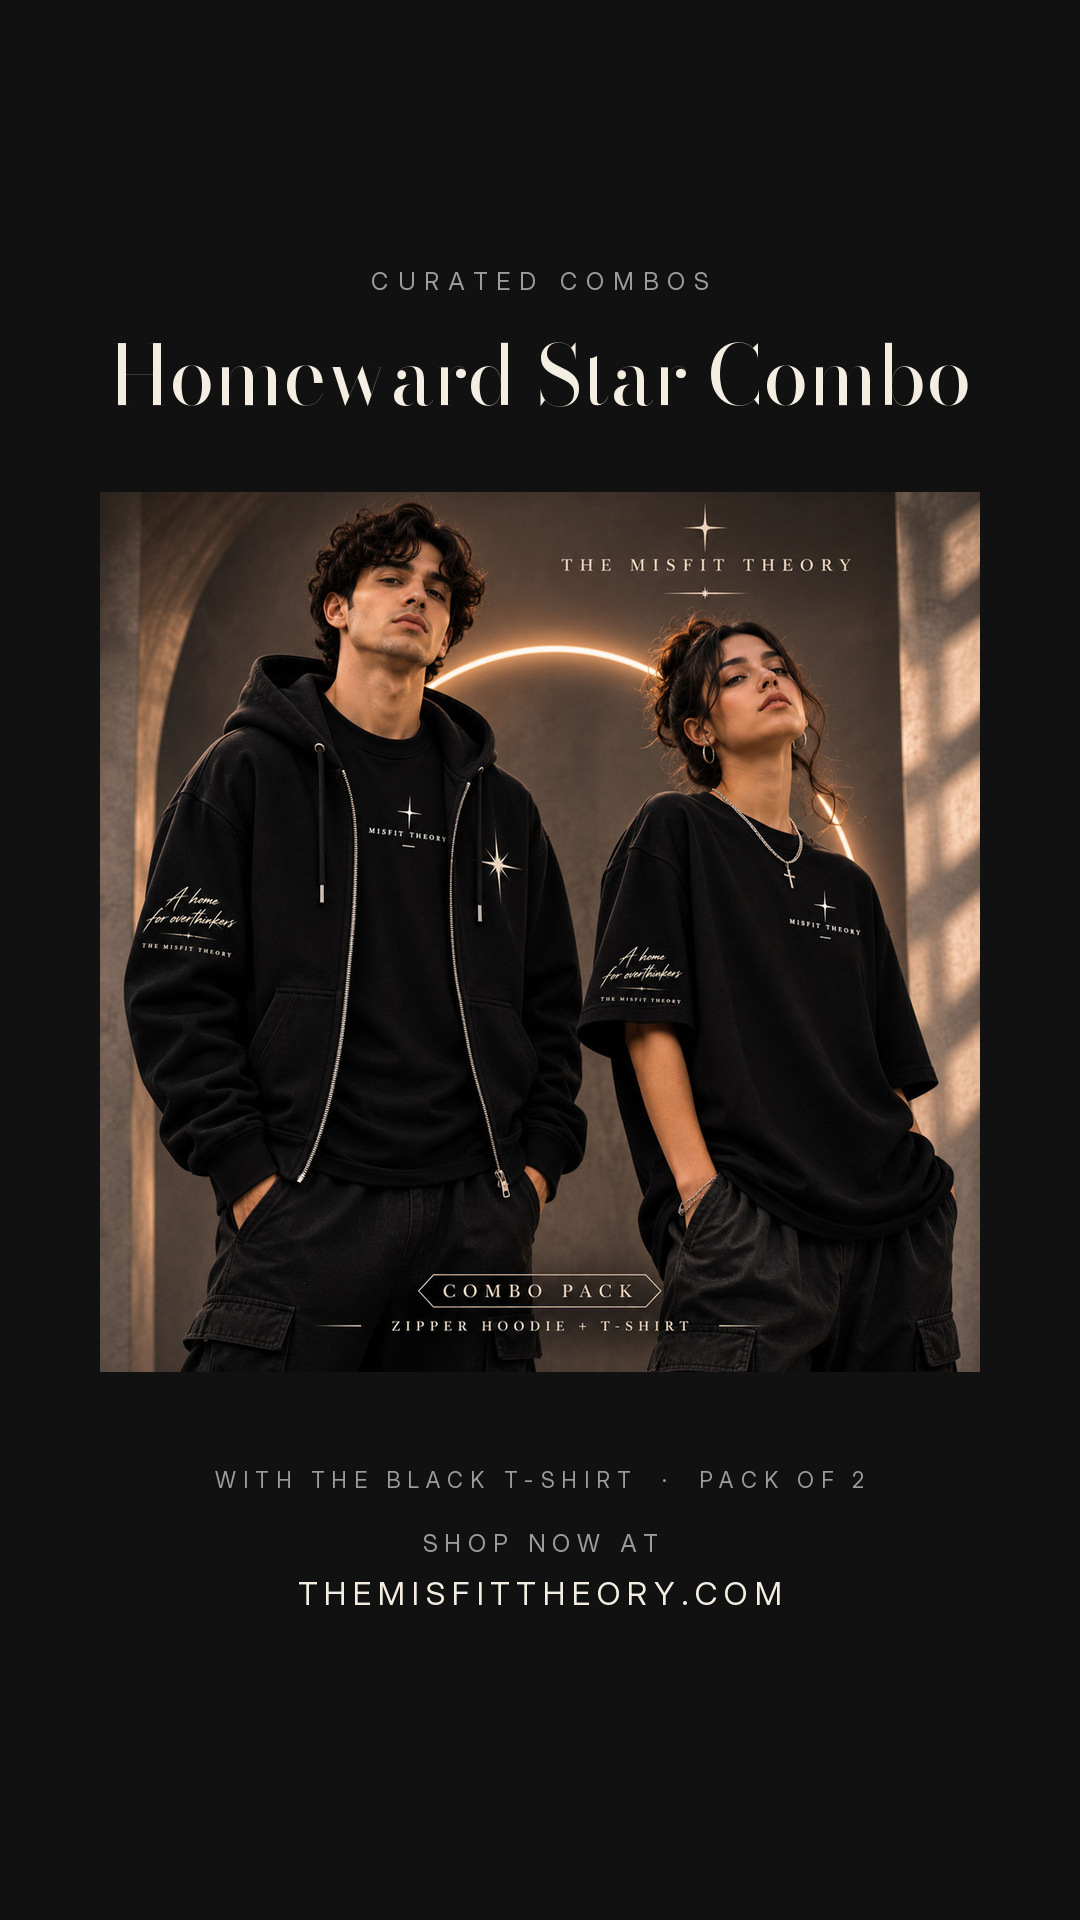 CURATED COMBOS
Homeward Star Combo
THE MISFIT THEORY
MISFIT THEORY
A home
for overthinkers
THE MISFIT THEORY
MISFIT THEORY
A home
for overthinkers
THE MISFIT THEORY
COMBO PACK
ZIPPER HOODIE + T-SHIRT
WITH THE BLACK T-SHIRT · PACK OF 2
SHOP NOW AT
THEMISFITTHEORY.COM